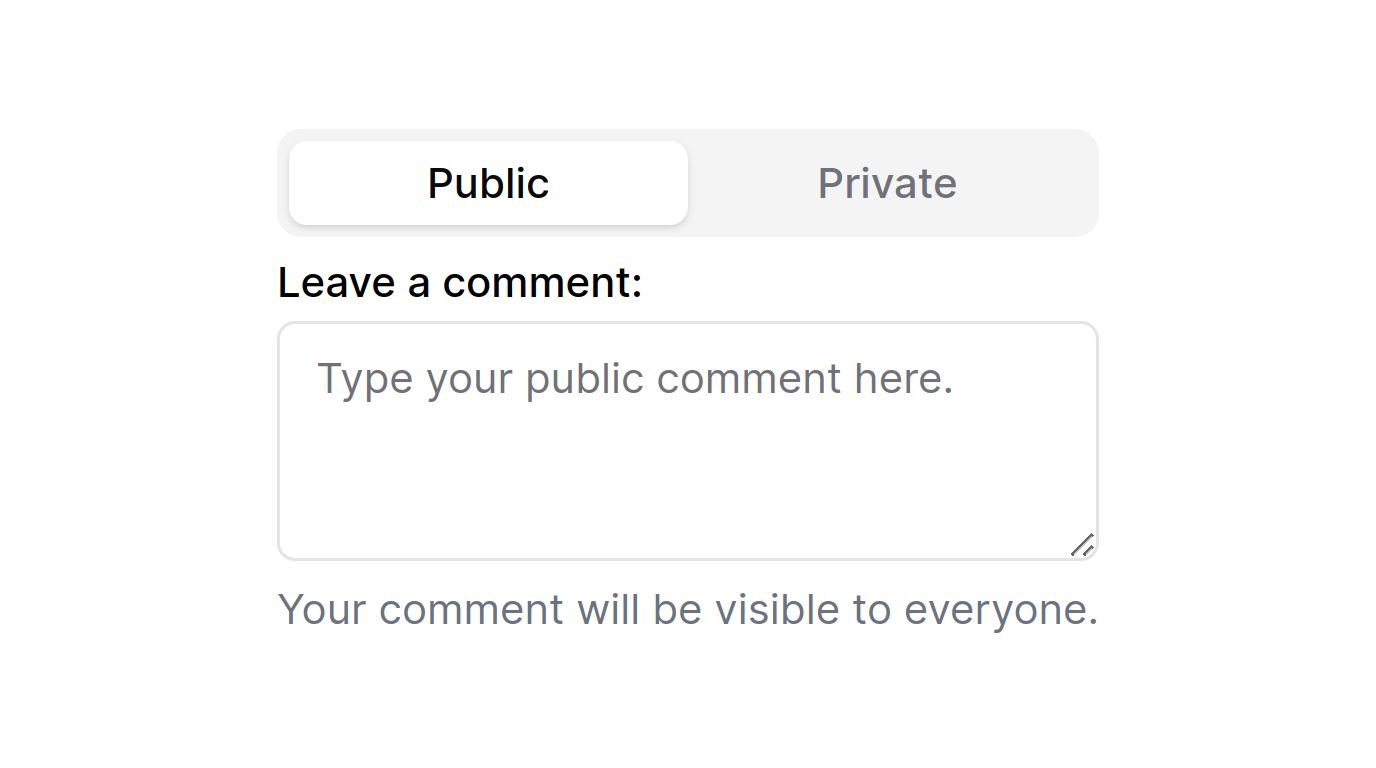 Public Private
Leave a comment:
Type your public comment here.
Your comment will be visible to everyone.